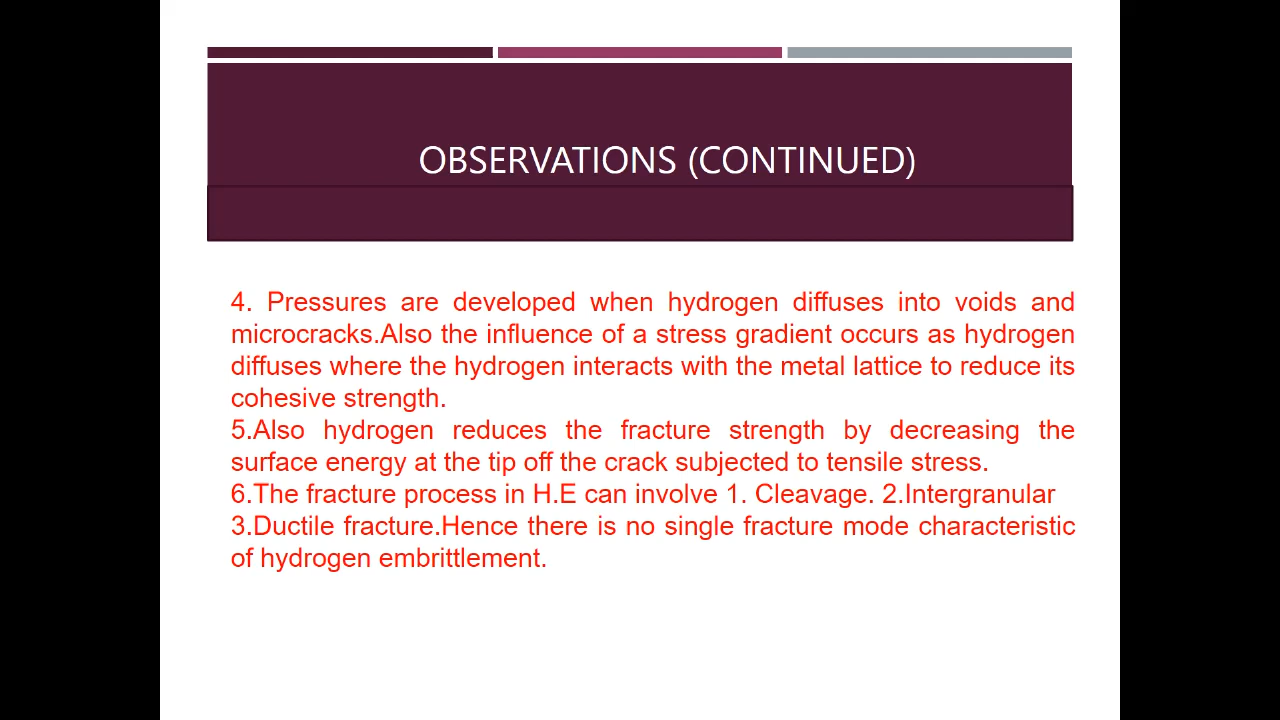 OBSERVATIONS (CONTINUED)
4. Pressures are developed when hydrogen diffuses into voids and
microcracks.Also the influence of a stress gradient occurs as hydrogen
diffuses where the hydrogen interacts with the metal lattice to reduce its
cohesive strength.
5.Also hydrogen reduces the fracture strength by decreasing the
surface energy at the tip off the crack subjected to tensile stress.
6.The fracture process in H.E can involve 1. Cleavage. 2.Intergranular
3.Ductile fracture.Hence there is no single fracture mode characteristic
of hydrogen embrittlement.